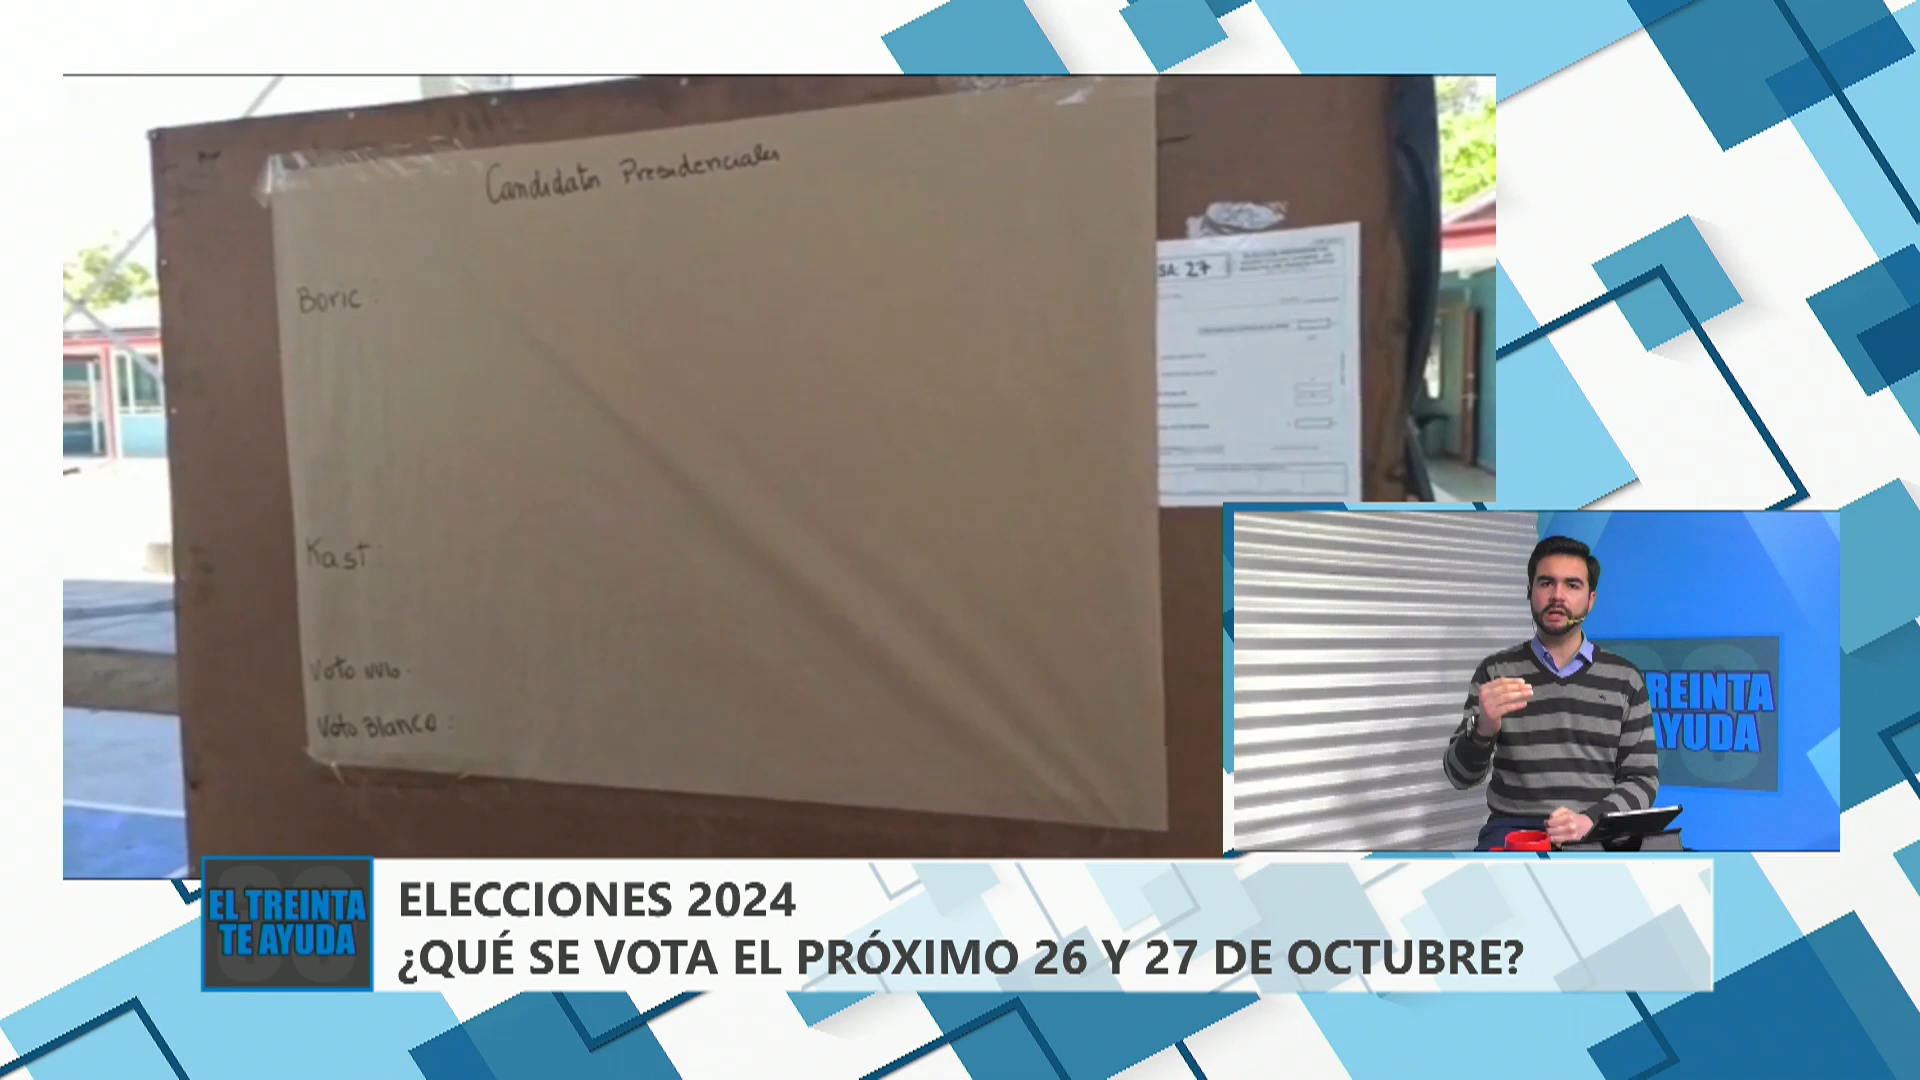 Candidatos Presidenciales
Boric :
Kast :
Voto nulo
Voto Blanco :
SA: 27
REINTA
AYUDA
EL TREINTA
TE AYUDA
ELECCIONES 2024
¿QUÉ SE VOTA EL PRÓXIMO 26 Y 27 DE OCTUBRE?